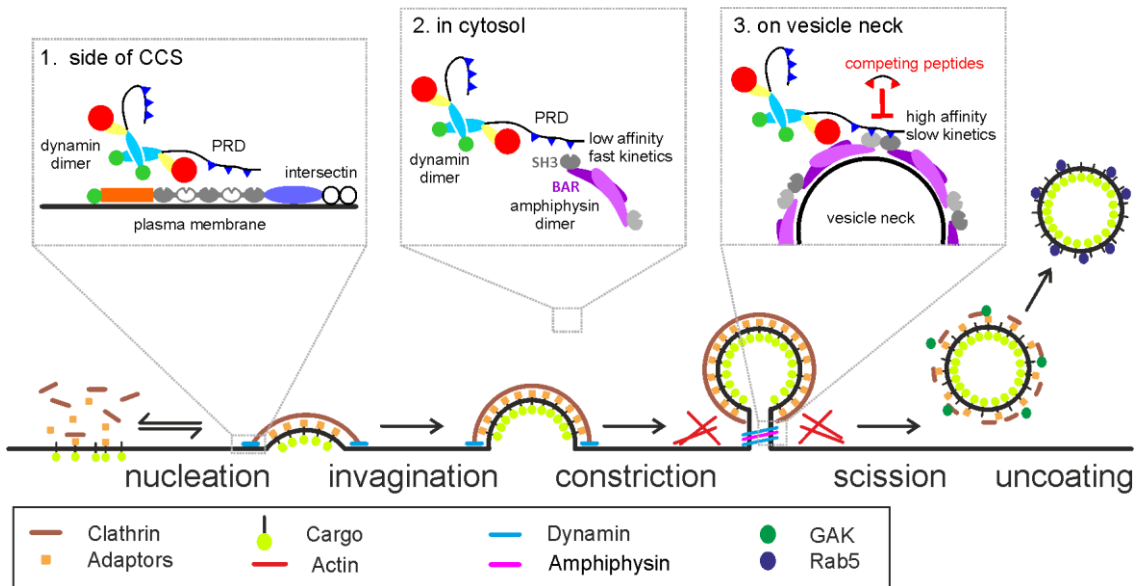 1. side of CCS
dynamin
dimer
PRD
intersectin
plasma membrane
2. in cytosol
PRD
low affinity
fast kinetics
dynamin
dimer
SH3
BAR
amphiphysin
dimer
3. on vesicle neck
competing peptides
high affinity
slow kinetics
vesicle neck
nucleation
invagination
constriction
scission
uncoating
Clathrin
Adaptors
Cargo
Actin
Dynamin
Amphiphysin
GAK
Rab5